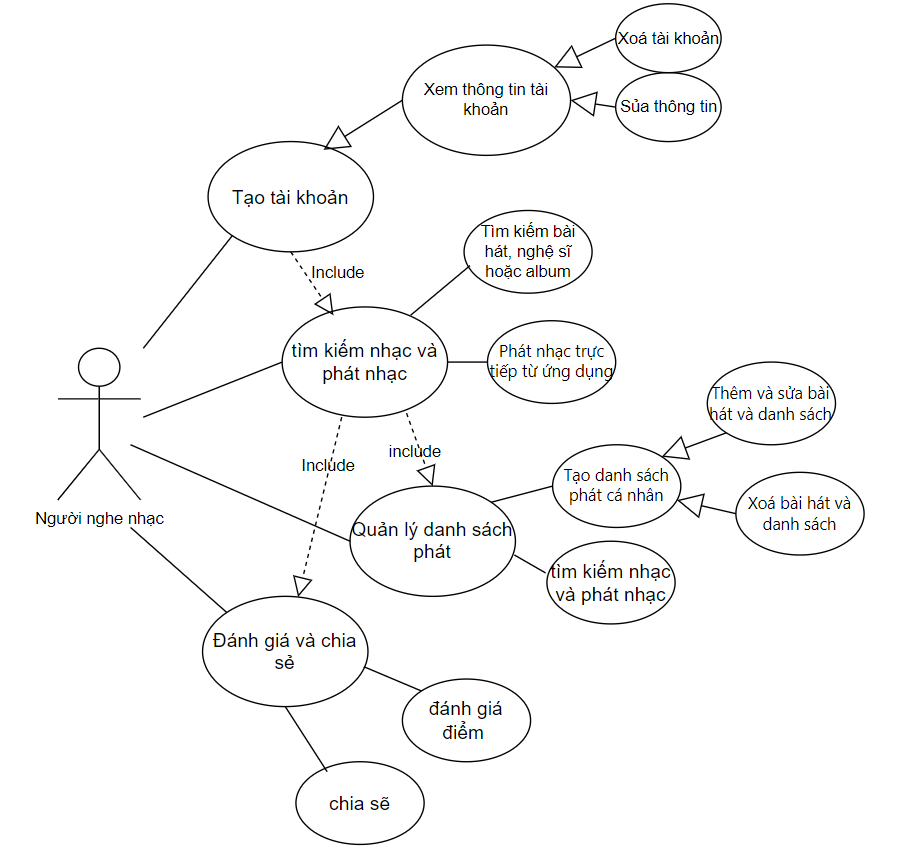 Xoá tài khoản
Xem thông tin tài
khoản
Sủa thông tin
Tạo tài khoản
Tìm kiếm bài
hát, nghệ sĩ
hoặc album
Include
tìm kiếm nhạc và
phát nhạc
Phát nhạc trực
tiếp từ ứng dụng
Thêm và sửa bài
hát và danh sách
Include
include
Tạo danh sách
phát cá nhân
Xoá bài hát và
danh sách
Người nghe nhạc
Quản lý danh sách
phát
tìm kiếm nhạc
và phát nhạc
Đánh giá và chia
sẻ
đánh giá
điểm
chia sẽ